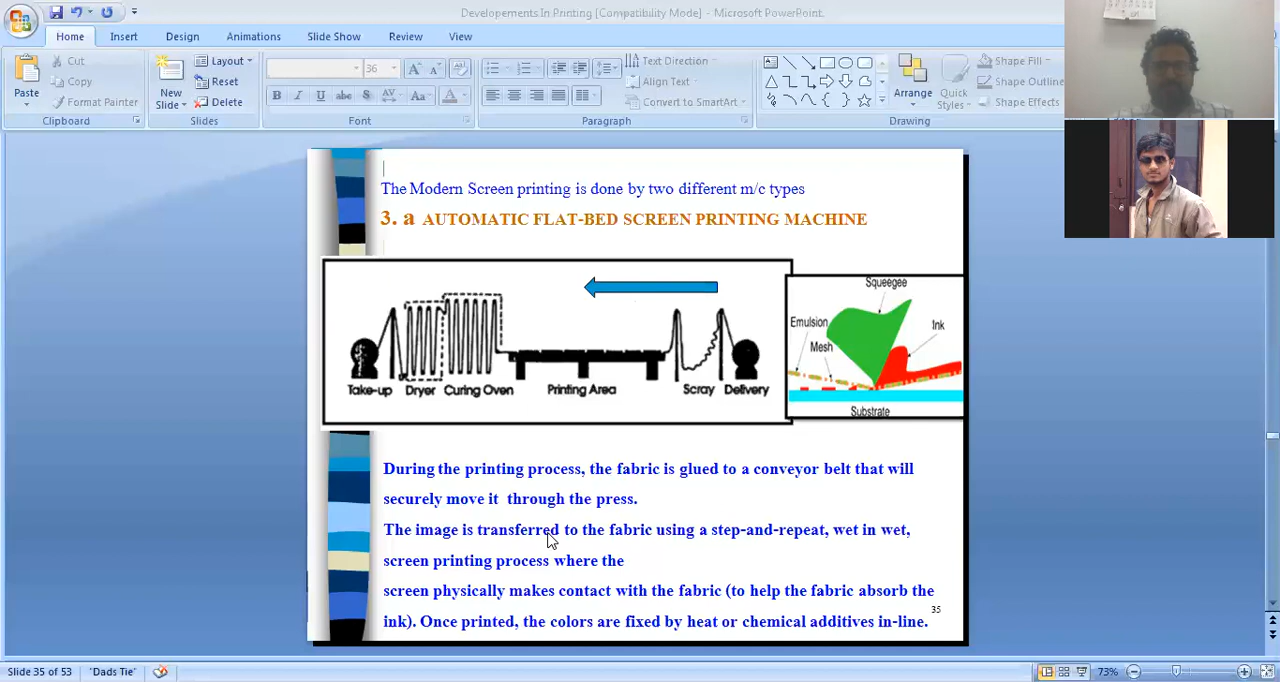 Developements In Printing [Compatibility Mode] - Microsoft PowerPoint
Home Insert Design Animations Slide Show Review View
Paste
Cut
Copy
Format Painter
Clipboard
New
Slide
Layout
Reset
Delete
Slides
36
B I U abc S AV Aa A
Font
Text Direction
Align Text
Convert to SmartArt
Paragraph
Arrange
Quick
Styles
Shape Fill
Shape Outline
Shape Effects
Drawing
The Modern Screen printing is done by two different m/c types
3. a AUTOMATIC FLAT-BED SCREEN PRINTING MACHINE
Take-up Dryer Curing Oven Printing Area Scray Delivery
Squeegee
Emulsion
Ink
Mesh
Substrate
During the printing process, the fabric is glued to a conveyor belt that will
securely move it through the press.
The image is transferred to the fabric using a step-and-repeat, wet in wet,
screen printing process where the
screen physically makes contact with the fabric (to help the fabric absorb the
ink). Once printed, the colors are fixed by heat or chemical additives in-line.
35
Slide 35 of 53 "Dads Tie" 73%